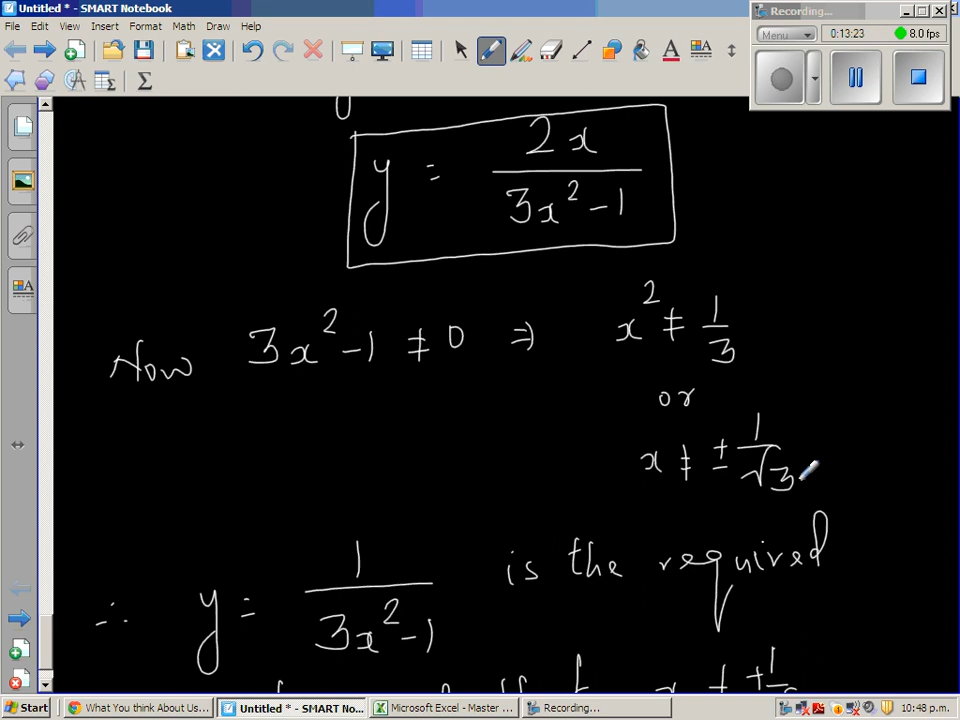 Untitled * - SMART Notebook
File Edit View Insert Format Math Draw Help
Recording...
Menu 0:13:23 8.0 fps
y = 2x / 3x² - 1
Now 3x² - 1 ≠ 0 ⇒ x² ≠ 1/3
or
x ≠ ± 1/√3
∴ y = 1 / 3x² - 1 is the required
Start What You think About Us... Untitled * - SMART No... Microsoft Excel - Master ... Recording... 10:48 p.m.